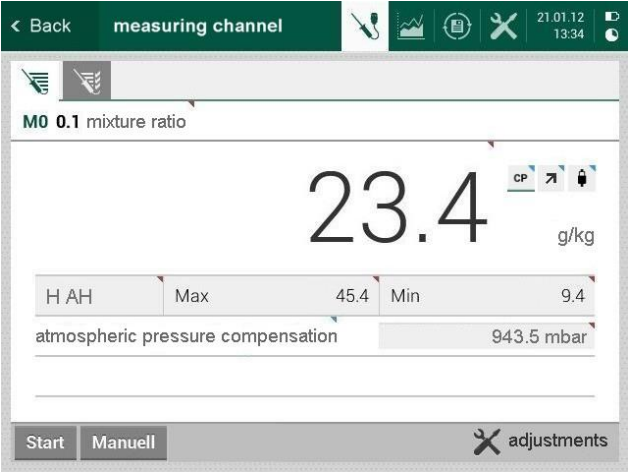 < Back measuring channel 21.01.12
13:34
M0 0.1 mixture ratio
23.4 CP
g/kg
H AH Max 45.4 Min 9.4
atmospheric pressure compensation 943.5 mbar
Start Manuell adjustments